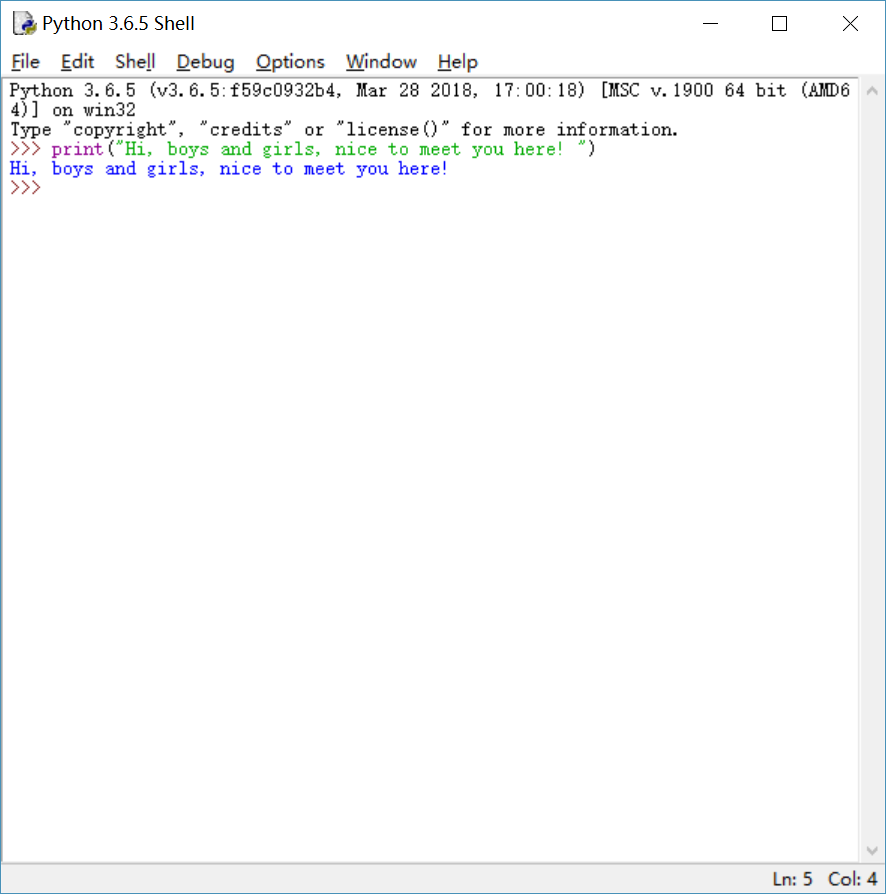 Python 3.6.5 Shell
File Edit Shell Debug Options Window Help
Python 3.6.5 (v3.6.5:f59c0932b4, Mar 28 2018, 17:00:18) [MSC v.1900 64 bit (AMD6
4)] on win32
Type "copyright", "credits" or "license()" for more information.
>>> print("Hi, boys and girls, nice to meet you here! ")
Hi, boys and girls, nice to meet you here!
>>>
Ln: 5 Col: 4